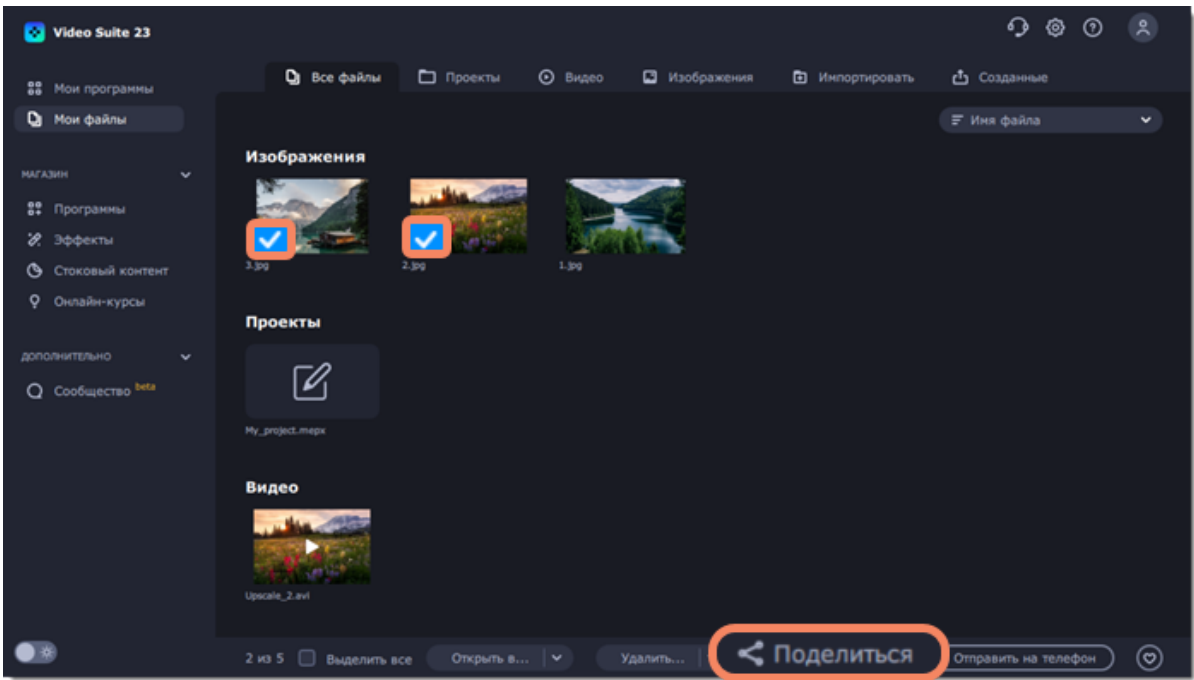 Video Suite 23
Мои программы
Мои файлы
МАГАЗИН
Программы
Эффекты
Стоковый контент
Онлайн-курсы
ДОПОЛНИТЕЛЬНО
Сообщество beta
Все файлы
Проекты
Видео
Изображения
Импортировать
Созданные
Имя файла
Изображения
3.jpg
2.jpg
1.jpg
Проекты
My_project.mepx
Видео
Upscale_2.avi
2 из 5
Выделить все
Открыть в...
Удалить...
Поделиться
Отправить на телефон